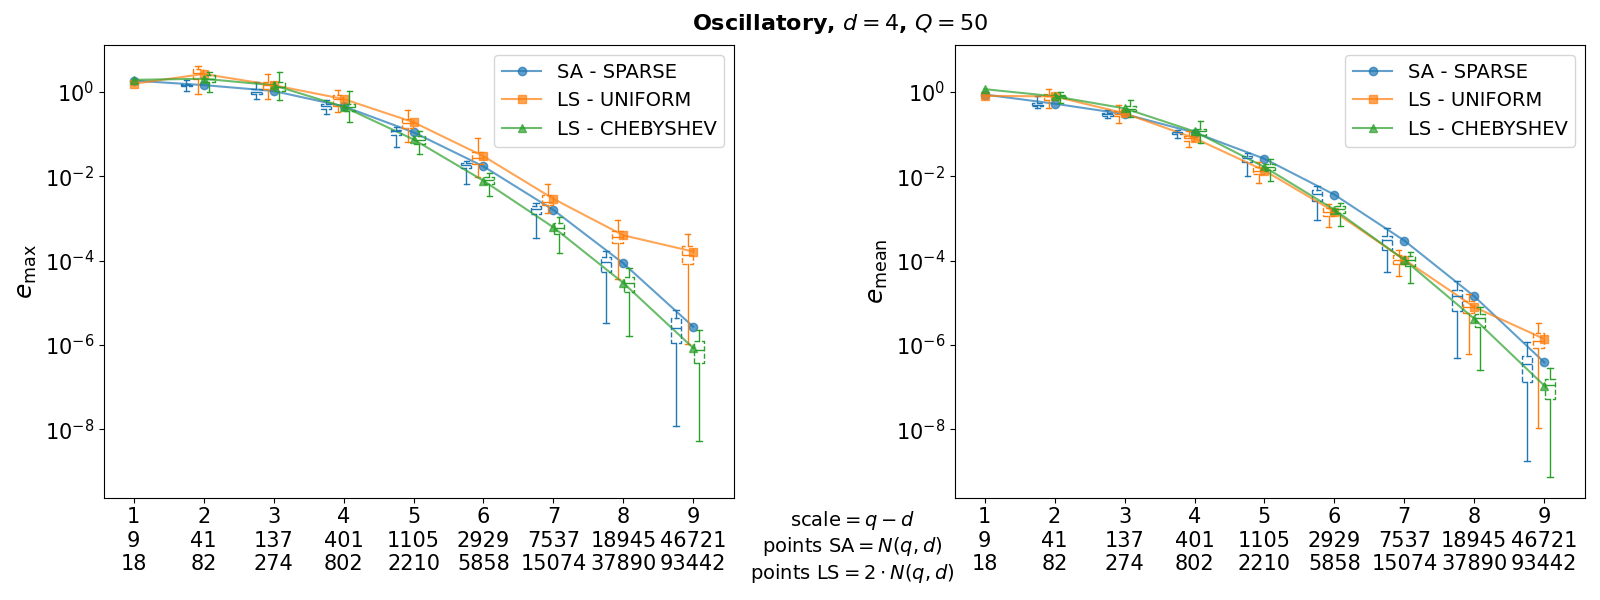 Oscillatory, d = 4, Q = 50
SA - SPARSE
LS - UNIFORM
LS - CHEBYSHEV
e_max
10^0
10^-2
10^-4
10^-6
10^-8
1 2 3 4 5 6 7 8 9
9 41 137 401 1105 2929 7537 18945 46721
18 82 274 802 2210 5858 15074 37890 93442
scale = q − d
points SA = N(q, d)
points LS = 2 · N(q, d)
SA - SPARSE
LS - UNIFORM
LS - CHEBYSHEV
e_mean
10^0
10^-2
10^-4
10^-6
10^-8
1 2 3 4 5 6 7 8 9
9 41 137 401 1105 2929 7537 18945 46721
18 82 274 802 2210 5858 15074 37890 93442